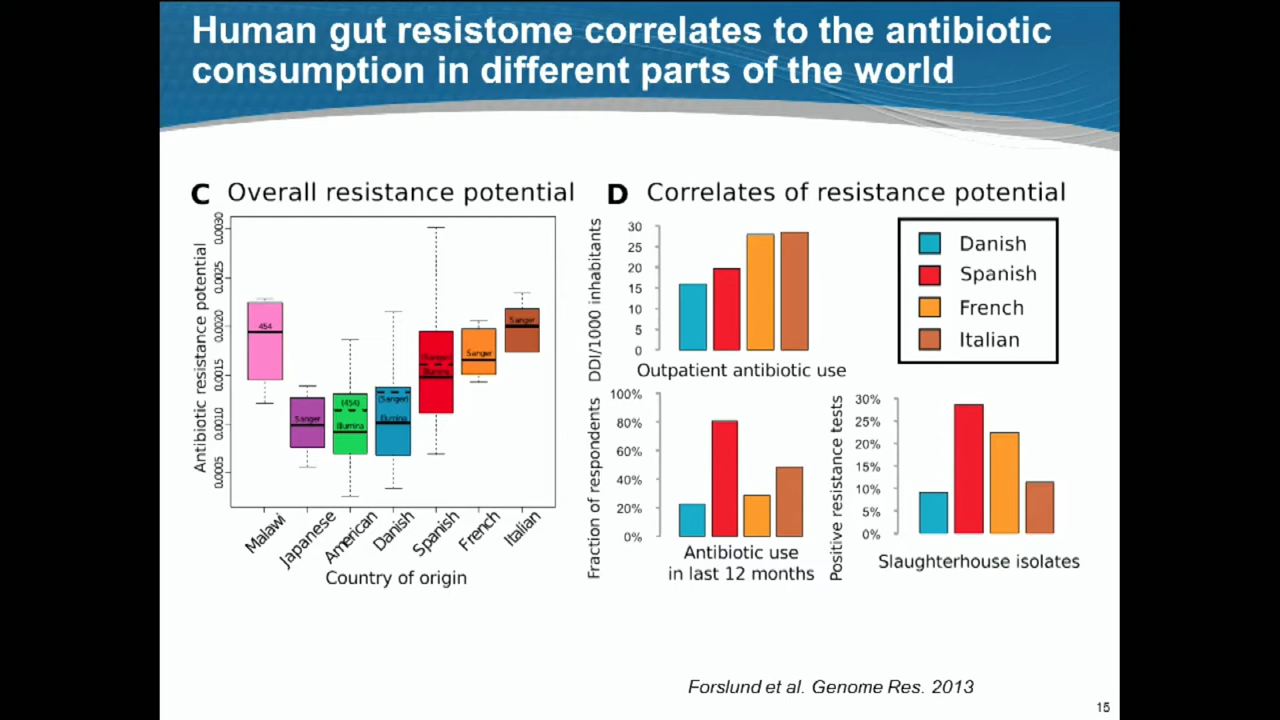 Human gut resistome correlates to the antibiotic
consumption in different parts of the world
C Overall resistance potential
Antibiotic resistance potential
0.0030
0.0025
0.0020
0.0015
0.0010
0.0005
454
Sanger
(454)
Illumina
(Sanger)
Illumina
(Sanger)
Illumina
Sanger
Sanger
Malawi
Japanese
American
Danish
Spanish
French
Italian
Country of origin
D Correlates of resistance potential
DDI/1000 inhabitants
30
25
20
15
10
5
0
Outpatient antibiotic use
Danish
Spanish
French
Italian
Fraction of respondents
100%
80%
60%
40%
20%
0%
Antibiotic use
in last 12 months
Positive resistance tests
30%
25%
20%
15%
10%
5%
0%
Slaughterhouse isolates
Forslund et al. Genome Res. 2013
15